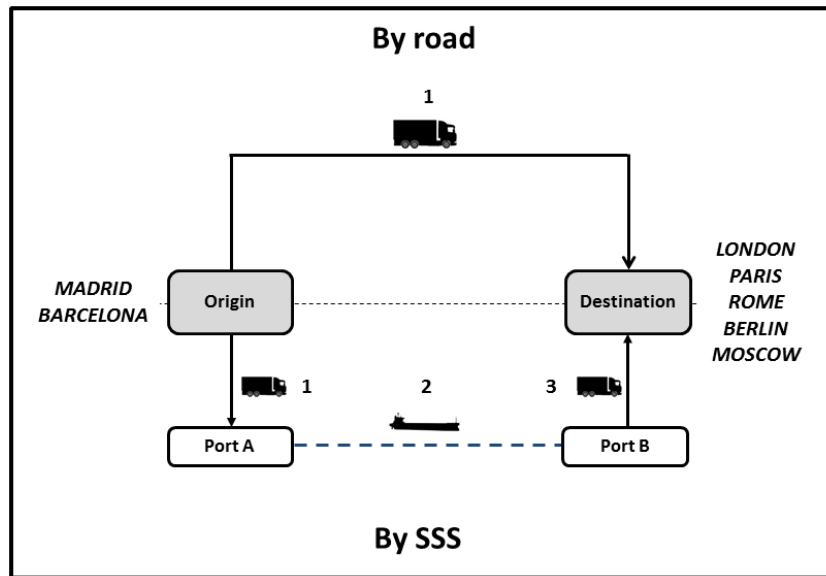 By road
1
MADRID
BARCELONA
Origin
Destination
LONDON
PARIS
ROME
BERLIN
MOSCOW
1
2
3
Port A
Port B
By SSS